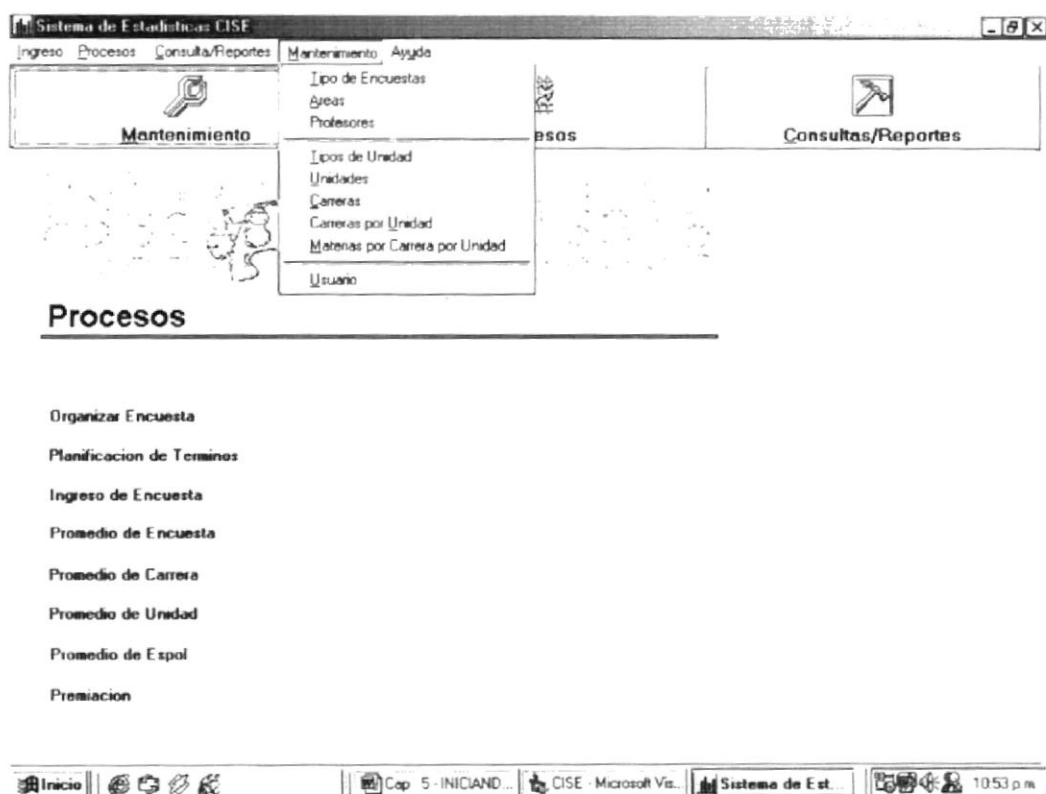 Sistema de Estadisticas CISE
Ingreso Procesos Consulta/Reportes Mantenimiento Ayuda
Tipo de Encuestas
Areas
Profesores
Tipos de Unidad
Unidades
Carreras
Carreras por Unidad
Materias por Carrera por Unidad
Usuario
Mantenimiento esos Consultas/Reportes
Procesos
Organizar Encuesta
Planificacion de Terminos
Ingreso de Encuesta
Promedio de Encuesta
Promedio de Carrera
Promedio de Unidad
Promedio de Espol
Premiacion
Inicio Cap 5 - INICIAND... CISE - Microsoft Vis... Sistema de Est... 10:53 p.m.